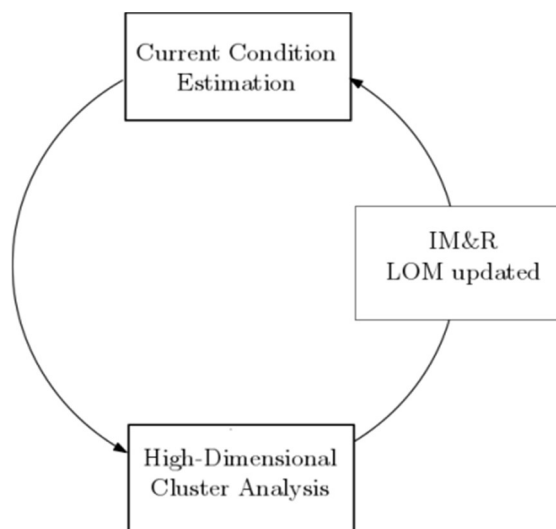 Current Condition
Estimation
IM&R
LOM updated
High-Dimensional
Cluster Analysis